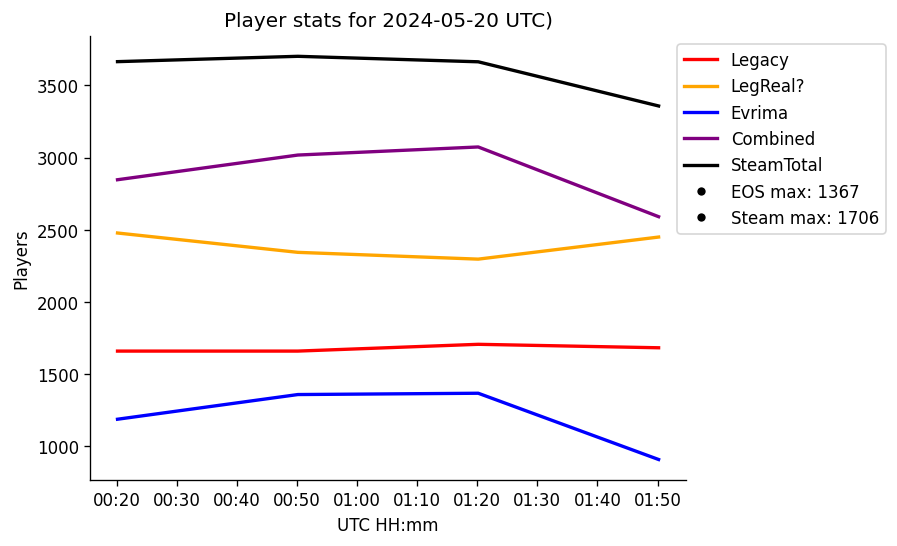 Player stats for 2024-05-20 UTC)
Legacy
LegReal?
Evrima
Combined
SteamTotal
EOS max: 1367
Steam max: 1706
Players
3500
3000
2500
2000
1500
1000
00:20 00:30 00:40 00:50 01:00 01:10 01:20 01:30 01:40 01:50
UTC HH:mm